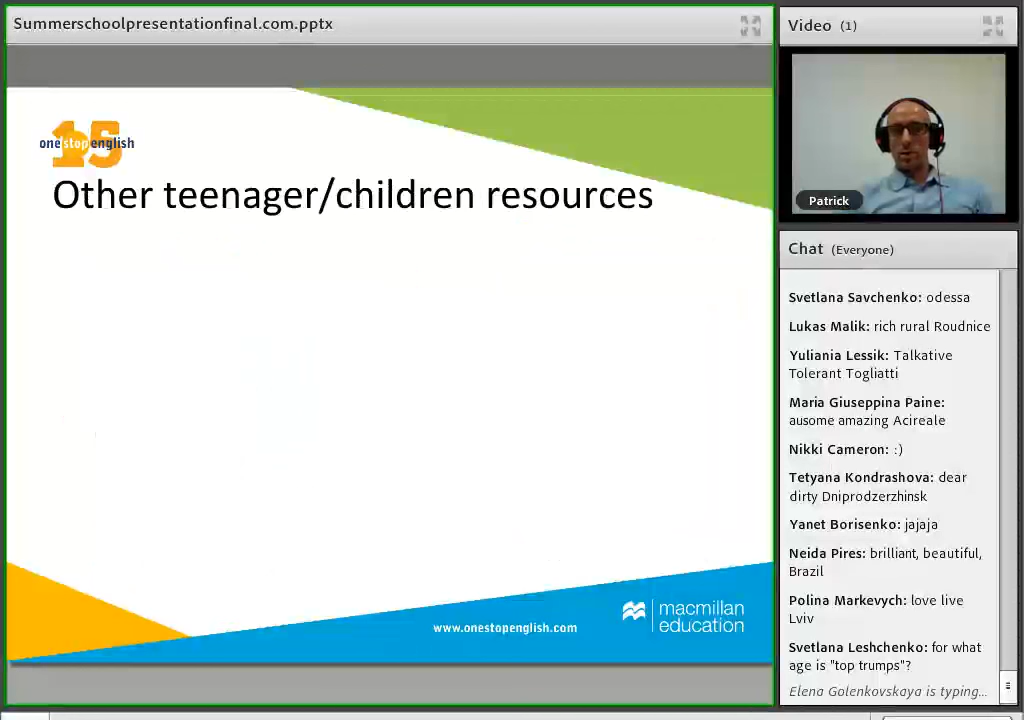 Summerschoolpresentationfinal.com.pptx
15
onestopenglish
Other teenager/children resources
www.onestopenglish.com
macmillan
education
Video (1)
Patrick
Chat (Everyone)
Svetlana Savchenko: odessa
Lukas Malik: rich rural Roudnice
Yuliania Lessik: Talkative
Tolerant Togliatti
Maria Giuseppina Paine:
ausome amazing Acireale
Nikki Cameron: :)
Tetyana Kondrashova: dear
dirty Dniprodzerzhinsk
Yanet Borisenko: jajaja
Neida Pires: brilliant, beautiful,
Brazil
Polina Markevych: love live
Lviv
Svetlana Leshchenko: for what
age is "top trumps"?
Elena Golenkovskaya is typing...